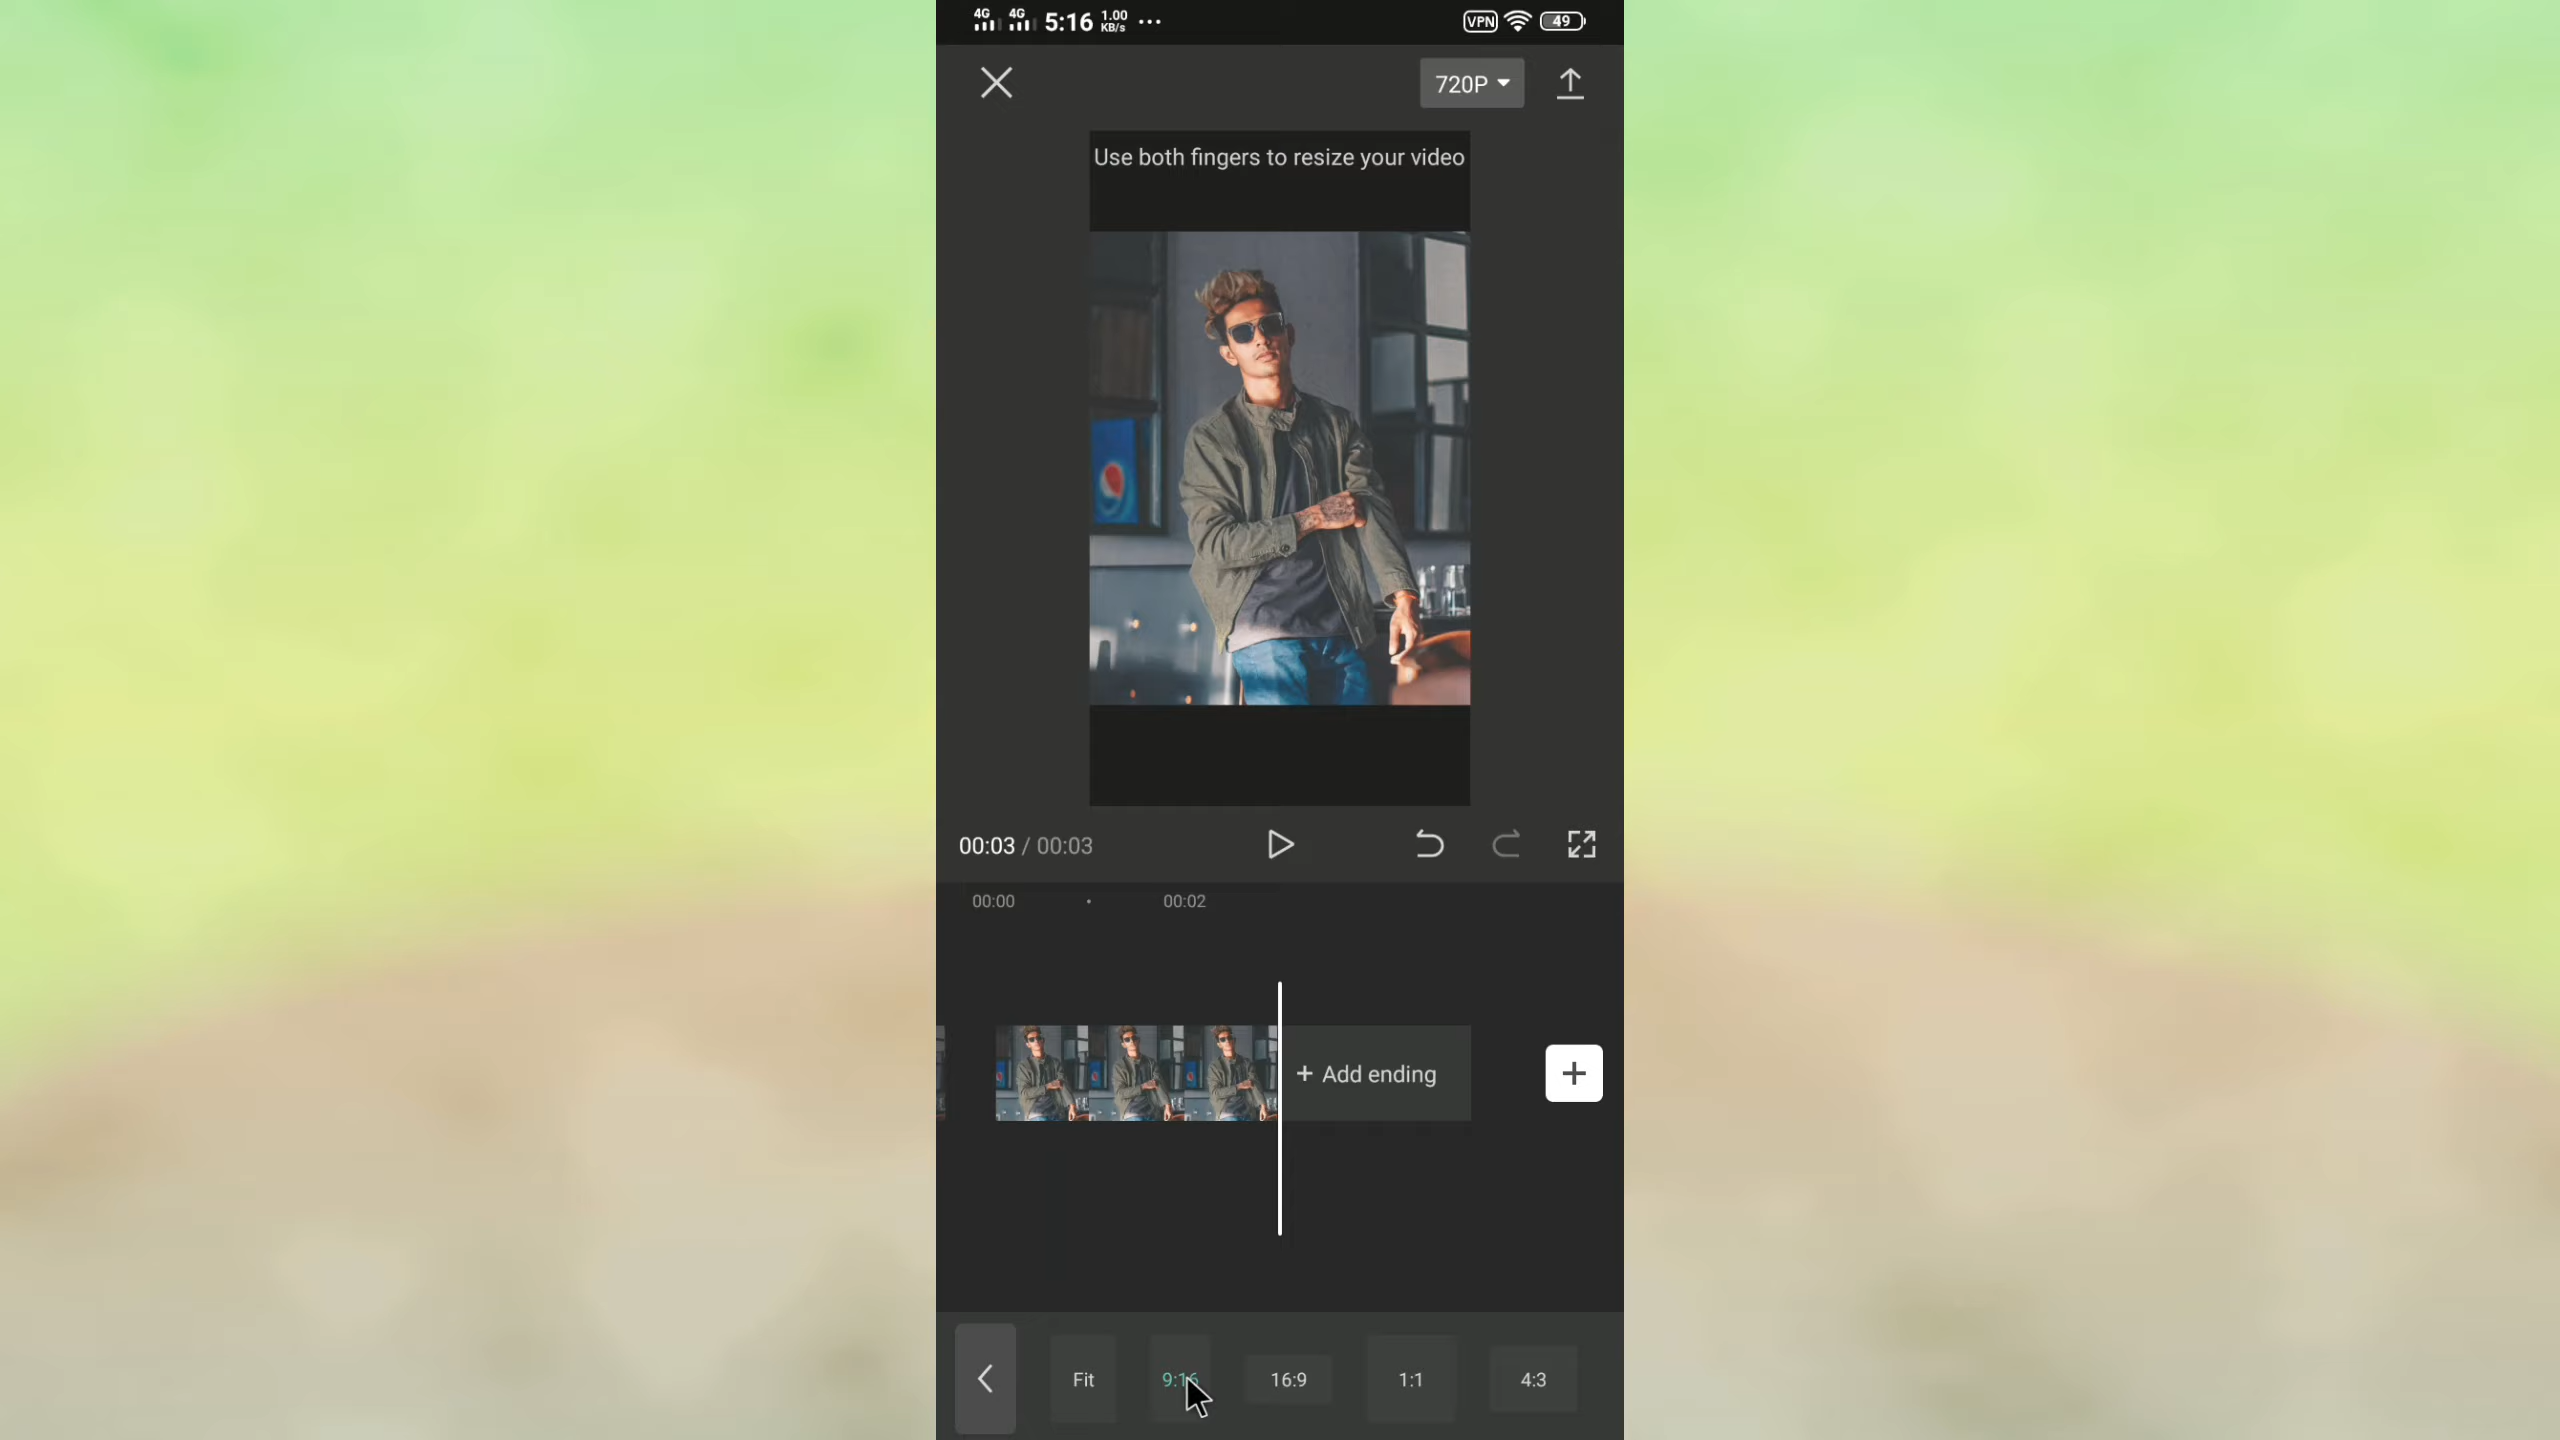 4G 4G 5:16 1.00 KB/s ... VPN 49
720P
Use both fingers to resize your video
00:03 / 00:03
00:00 00:02
+ Add ending
Fit 9:16 16:9 1:1 4:3